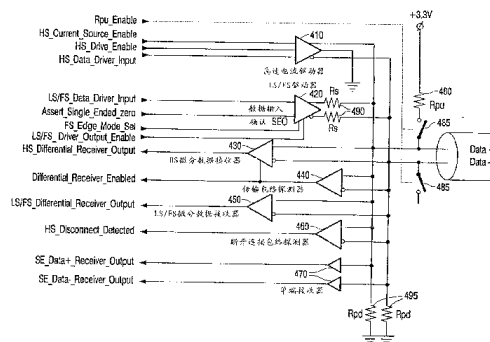 Rpu_Enable
HS_Current_Source_Enable
HS_Drive_Enable
HS_Data_Driver_Input
410
高速电流驱动器
LS/FS驱动器
+3.3V
480
Rpu
485
Data +
Data -
485
LS/FS_Data_Driver_Input
数据输入
420
Rs
490
Rs
Assert_Single_Ended_zero
确认 SEO
FS_Edge_Mode_Sel
LS/FS_Driver_Output_Enable
HS_Differential_Receiver_Output
430
HS微分数据接收器
Differential_Receiver_Enabled
440
传输包络探测器
LS/FS_Differential_Receiver_Output
450
LS/FS微分数据接收器
HS_Disconnect_Detected
460
断开连接包络探测器
SE_Data+_Receiver_Output
470
SE_Data-_Receiver_Output
单端接收器
495
Rpd
Rpd